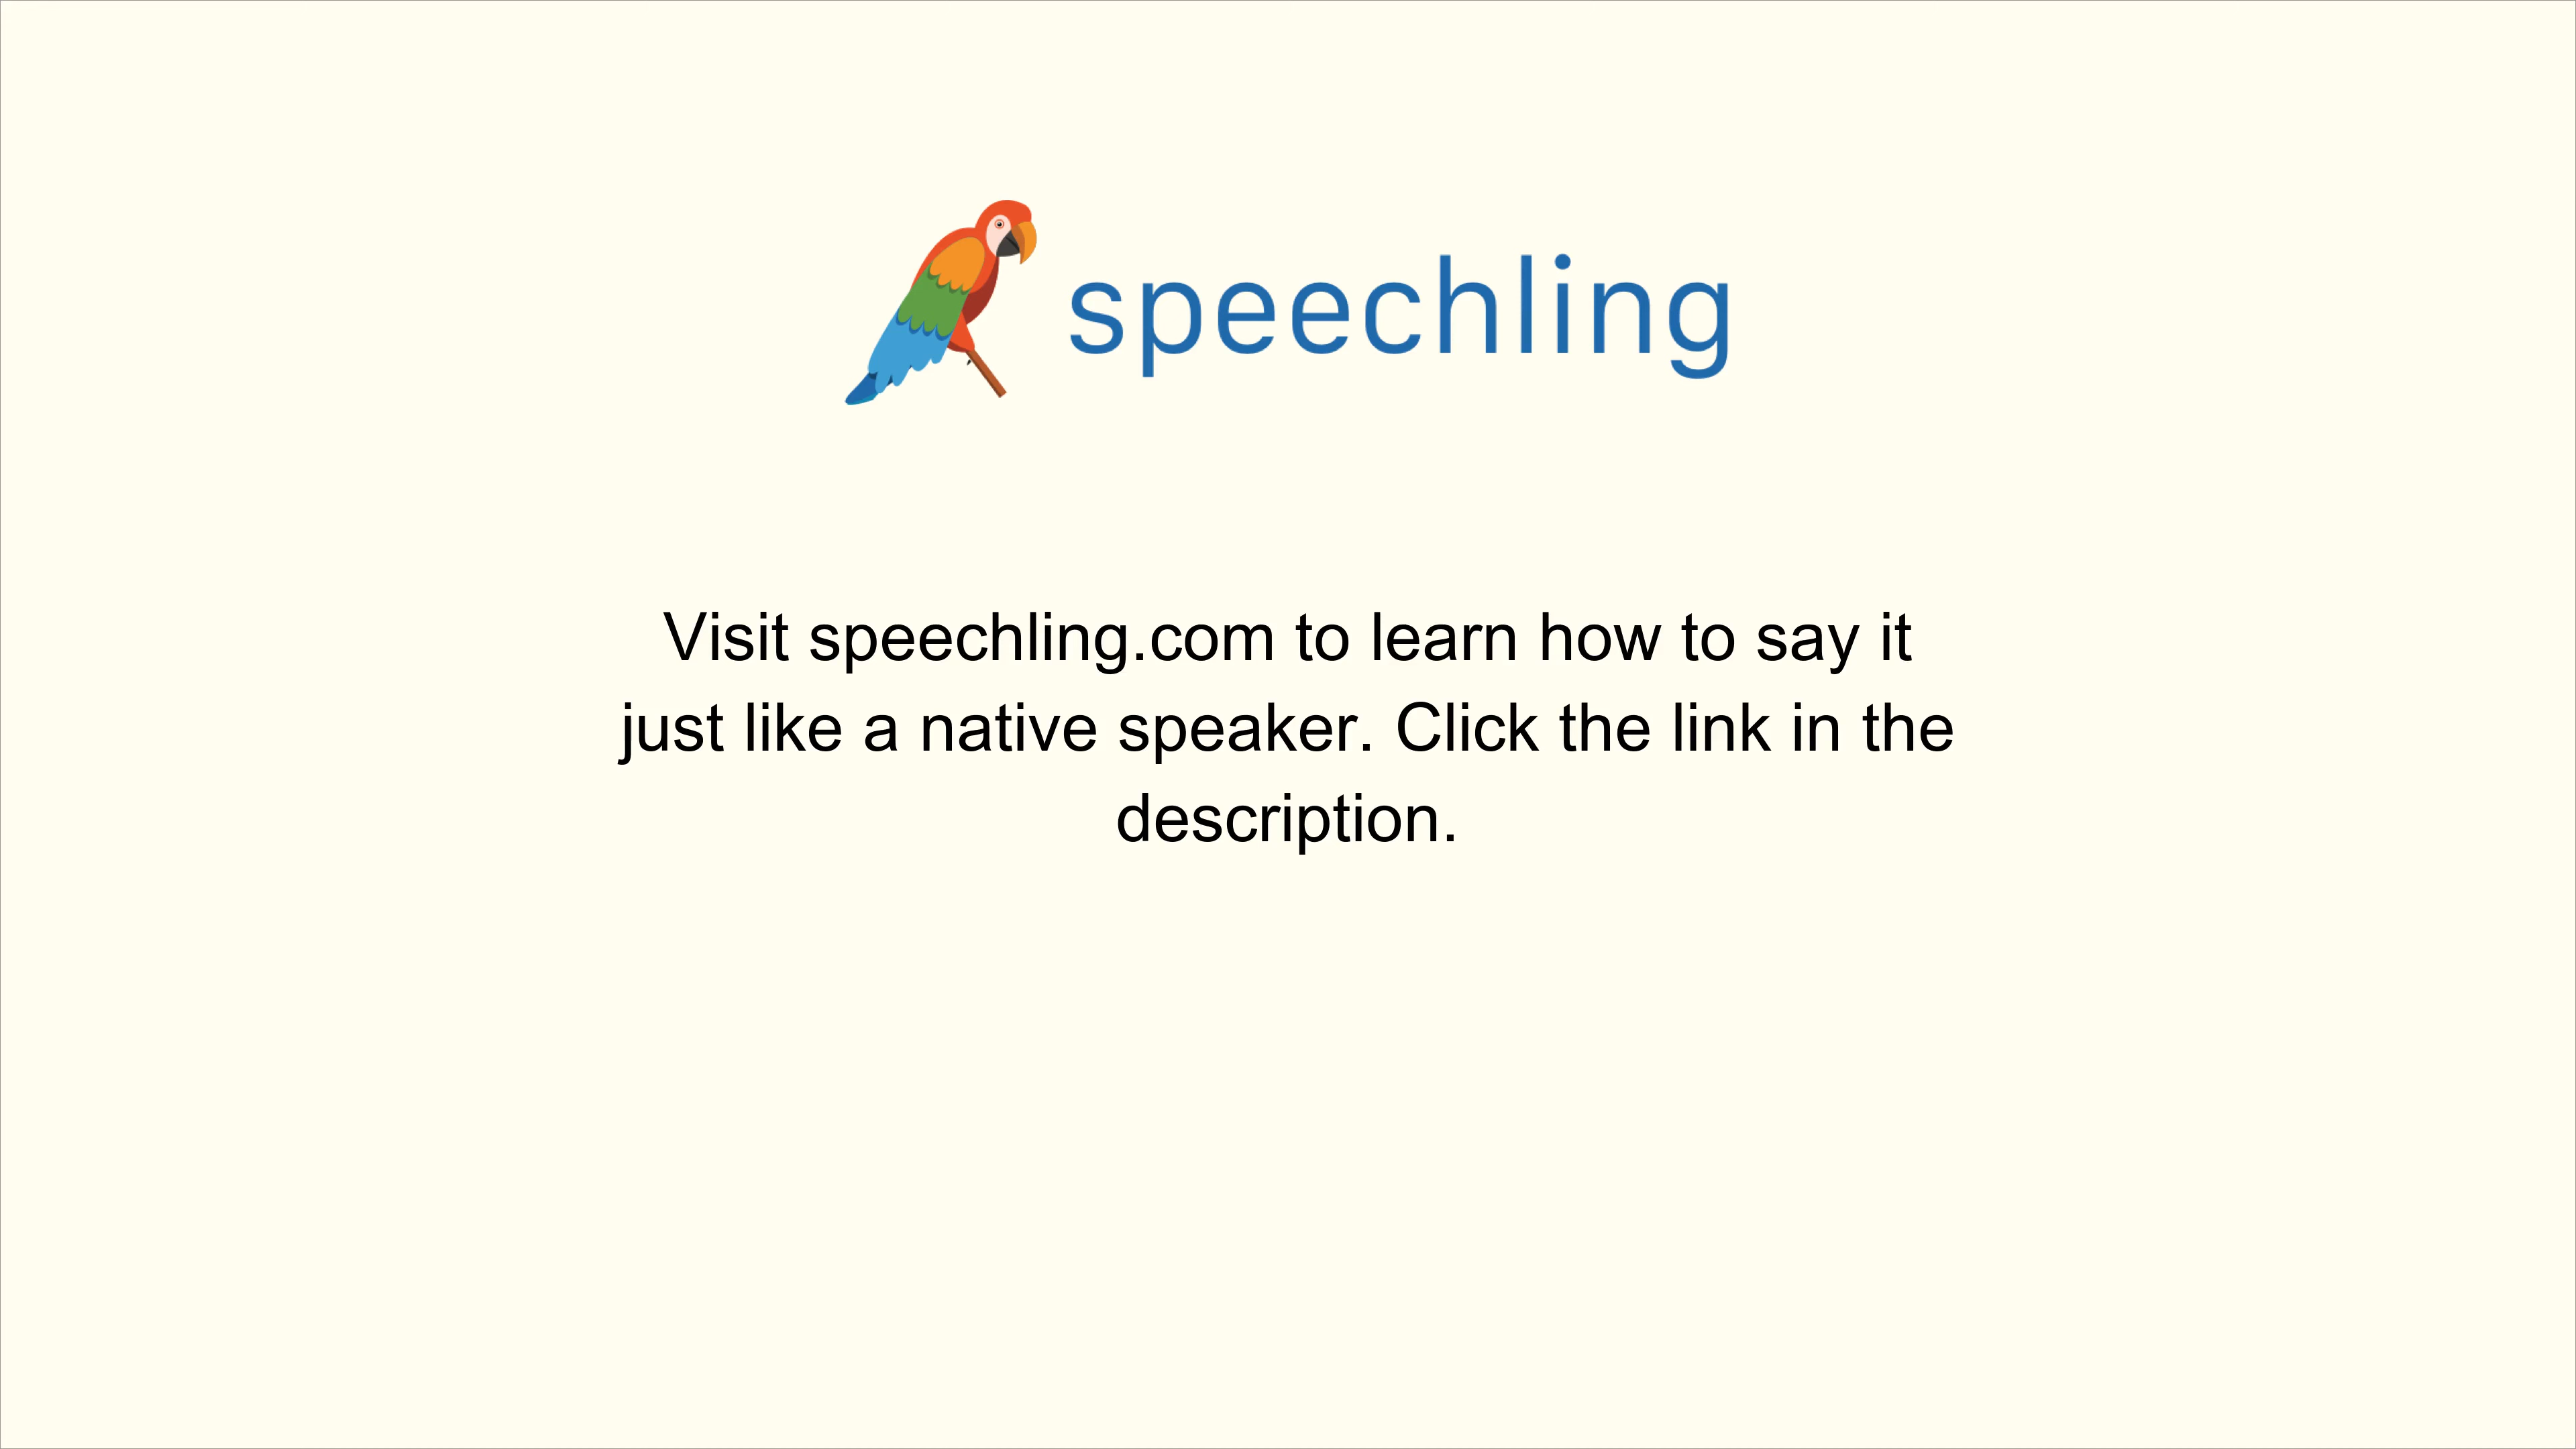 speechling
Visit speechling.com to learn how to say it
just like a native speaker. Click the link in the
description.